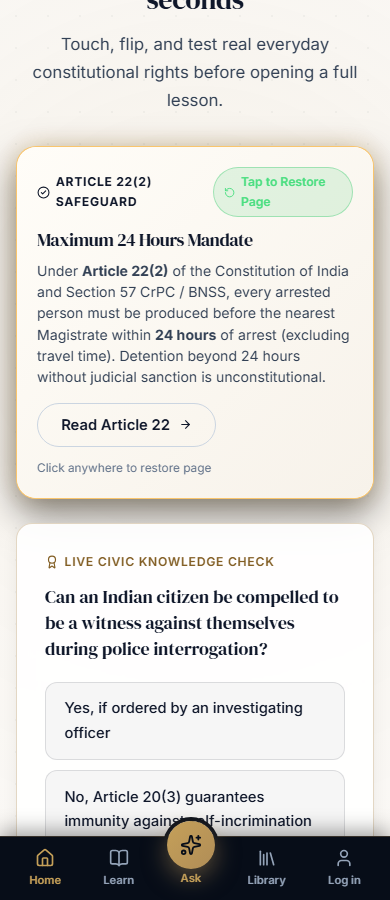 seconds
Touch, flip, and test real everyday
constitutional rights before opening a full
lesson.
ARTICLE 22(2)
SAFEGUARD
Tap to Restore
Page
Maximum 24 Hours Mandate
Under Article 22(2) of the Constitution of India
and Section 57 CrPC / BNSS, every arrested
person must be produced before the nearest
Magistrate within 24 hours of arrest (excluding
travel time). Detention beyond 24 hours
without judicial sanction is unconstitutional.
Read Article 22 →
Click anywhere to restore page
LIVE CIVIC KNOWLEDGE CHECK
Can an Indian citizen be compelled to
be a witness against themselves
during police interrogation?
Yes, if ordered by an investigating
officer
No, Article 20(3) guarantees
immunity against self-incrimination
Home
Learn
Ask
Library
Log in